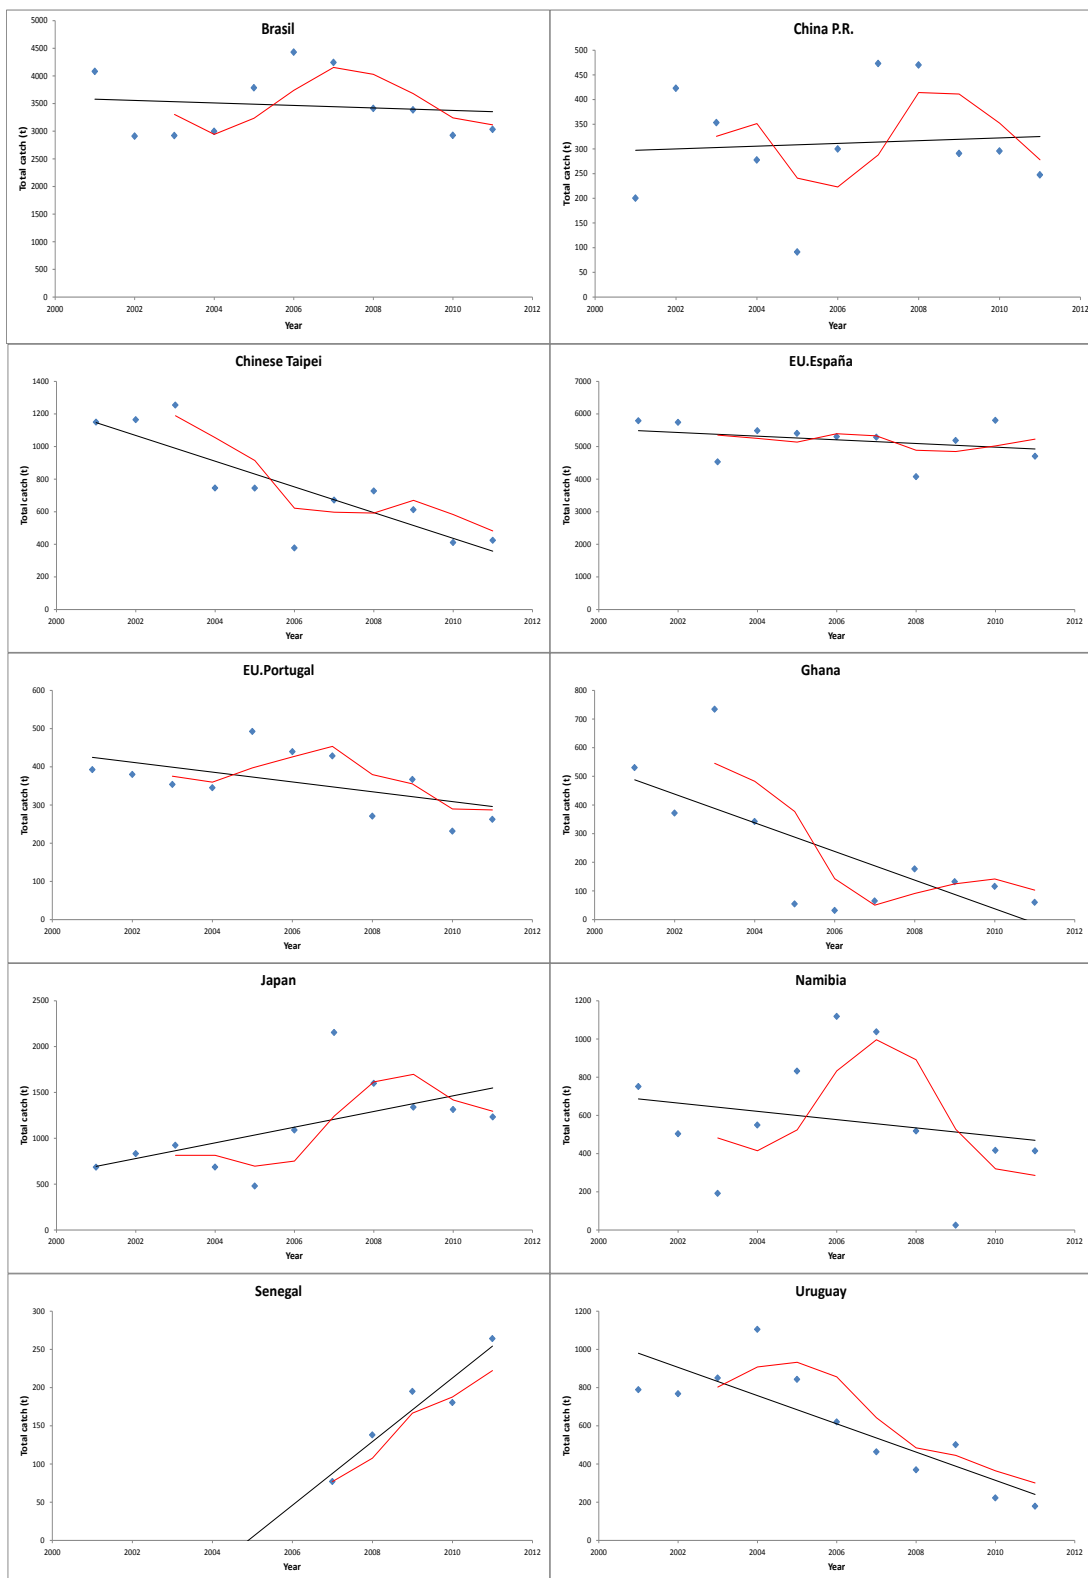 Brasil
Total catch (t)
5000
4500
4000
3500
3000
2500
2000
1500
1000
500
0
2000 2002 2004 2006 2008 2010 2012
Year
China P.R.
Total catch (t)
500
450
400
350
300
250
200
150
100
50
0
2000 2002 2004 2006 2008 2010 2012
Year
Chinese Taipei
Total catch (t)
1400
1200
1000
800
600
400
200
0
2000 2002 2004 2006 2008 2010 2012
Year
EU.España
Total catch (t)
7000
6000
5000
4000
3000
2000
1000
0
2000 2002 2004 2006 2008 2010 2012
Year
EU.Portugal
Total catch (t)
600
500
400
300
200
100
0
2000 2002 2004 2006 2008 2010 2012
Year
Ghana
Total catch (t)
800
700
600
500
400
300
200
100
0
2000 2002 2004 2006 2008 2010 2012
Year
Japan
Total catch (t)
2500
2000
1500
1000
500
0
2000 2002 2004 2006 2008 2010 2012
Year
Namibia
Total catch (t)
1200
1000
800
600
400
200
0
2000 2002 2004 2006 2008 2010 2012
Year
Senegal
Total catch (t)
300
250
200
150
100
50
0
2000 2002 2004 2006 2008 2010 2012
Year
Uruguay
Total catch (t)
1200
1000
800
600
400
200
0
2000 2002 2004 2006 2008 2010 2012
Year